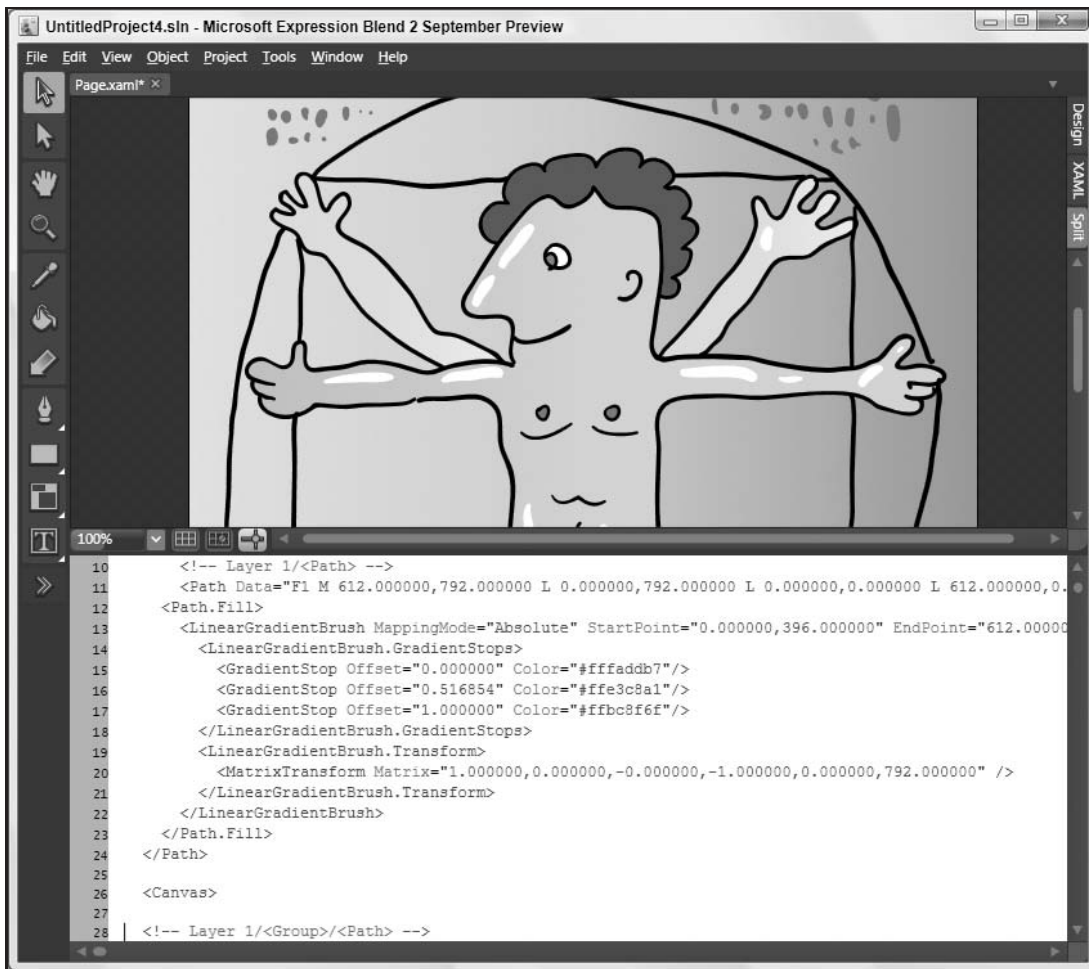 UntitledProject4.sln - Microsoft Expression Blend 2 September Preview
File Edit View Object Project Tools Window Help
Page.xaml*
Design
XAML
Split
100%
10 <!-- Layer 1/<Path> -->
11 <Path Data="F1 M 612.000000,792.000000 L 0.000000,792.000000 L 0.000000,0.000000 L 612.000000,0.
12 <Path.Fill>
13 <LinearGradientBrush MappingMode="Absolute" StartPoint="0.000000,396.000000" EndPoint="612.00000
14 <LinearGradientBrush.GradientStops>
15 <GradientStop Offset="0.000000" Color="#fffaddb7"/>
16 <GradientStop Offset="0.516854" Color="#ffe3c8a1"/>
17 <GradientStop Offset="1.000000" Color="#ffbc8f6f"/>
18 </LinearGradientBrush.GradientStops>
19 <LinearGradientBrush.Transform>
20 <MatrixTransform Matrix="1.000000,0.000000,-0.000000,-1.000000,0.000000,792.000000" />
21 </LinearGradientBrush.Transform>
22 </LinearGradientBrush>
23 </Path.Fill>
24 </Path>
25
26 <Canvas>
27
28 <!-- Layer 1/<Group>/<Path> -->